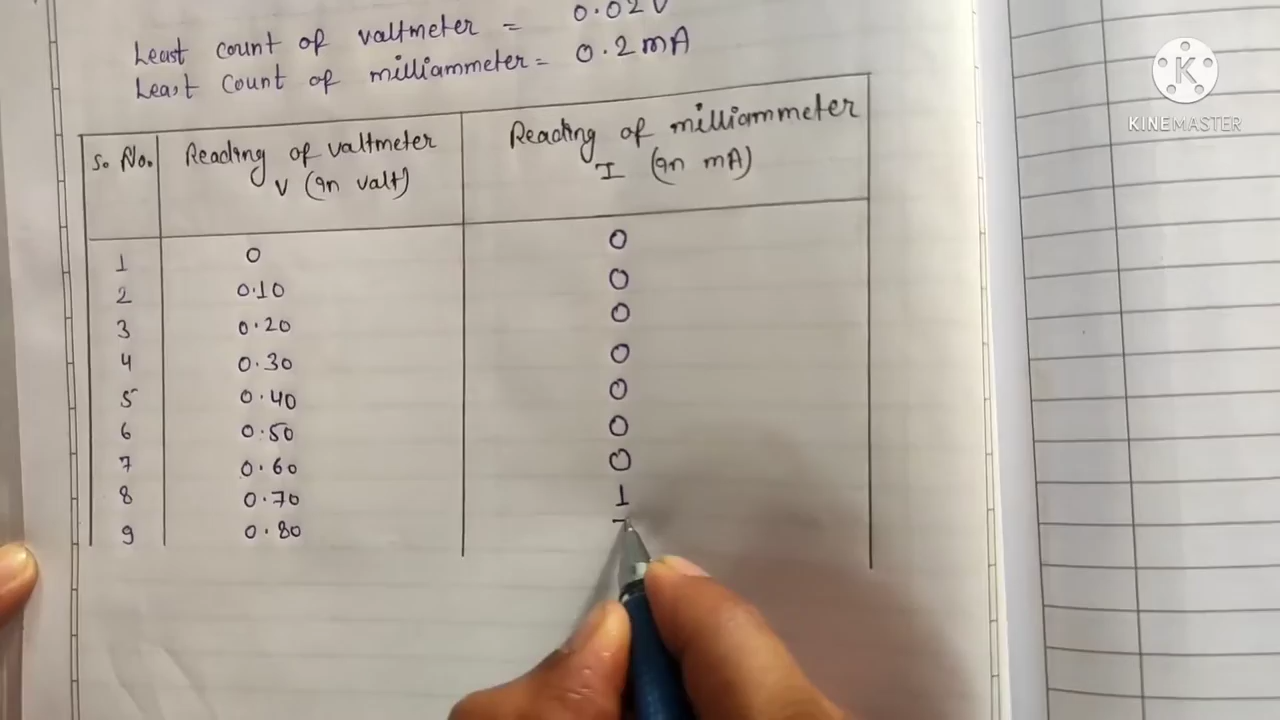 Least count of valtmeter = 0.02V
Least count of milliammeter = 0.2mA
K
KINEMASTER
S. No. Reading of valtmeter V (In valt) Reading of milliammeter I (In mA)
1 0 0
2 0.10 0
3 0.20 0
4 0.30 0
5 0.40 0
6 0.50 0
7 0.60 0
8 0.70 1
9 0.80